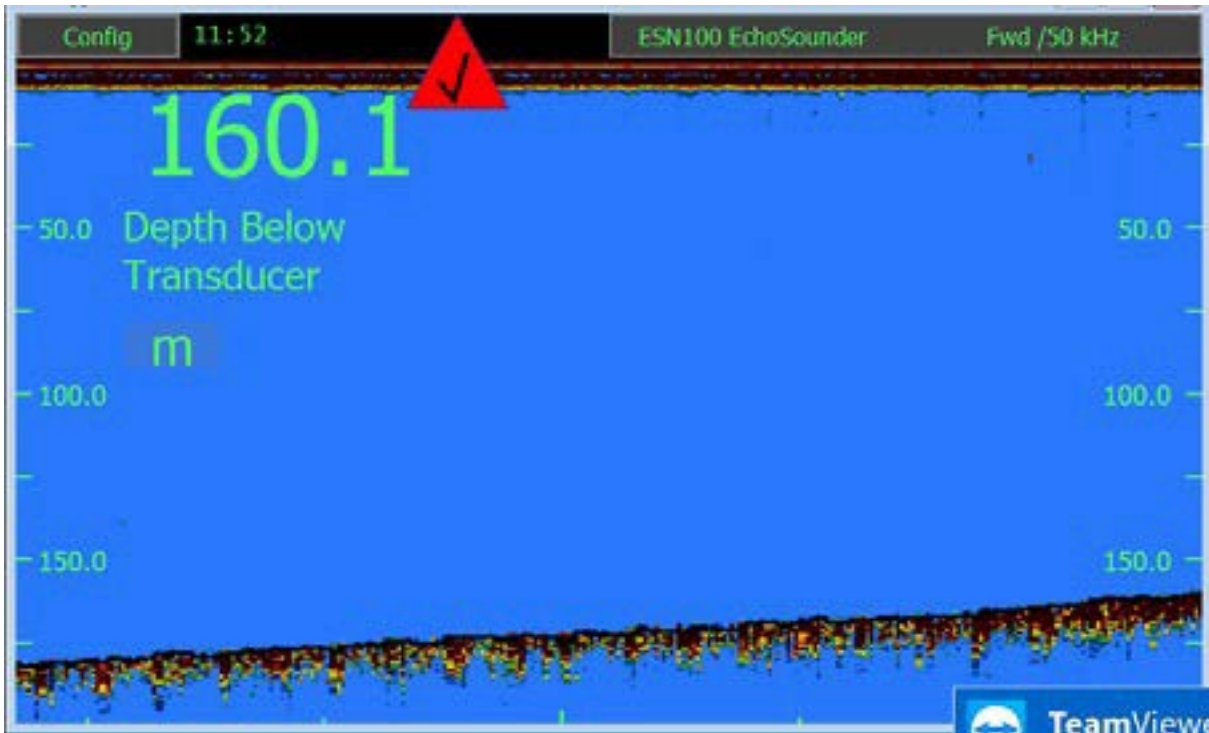 Config 11:52 ESN100 EchoSounder Fwd /50 kHz
160.1
50.0 Depth Below 50.0
Transducer
m
100.0 100.0
150.0 150.0
TeamViewe